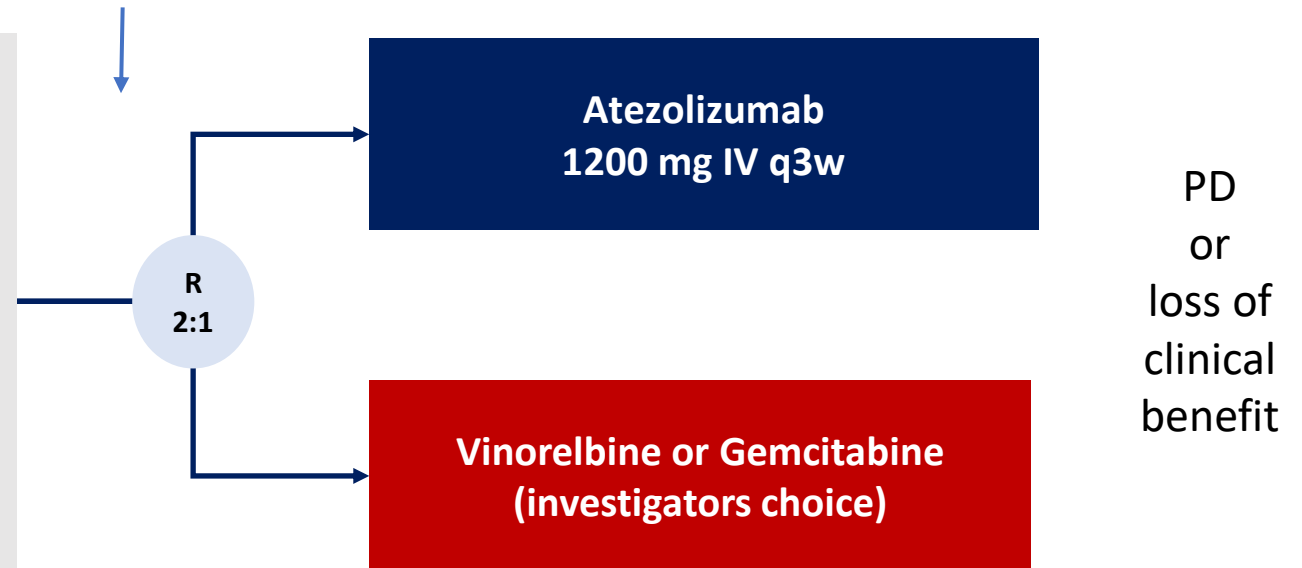 Atezolizumab
1200 mg IV q3w
R
2:1
Vinorelbine or Gemcitabine
(investigators choice)
PD
or
loss of
clinical
benefit